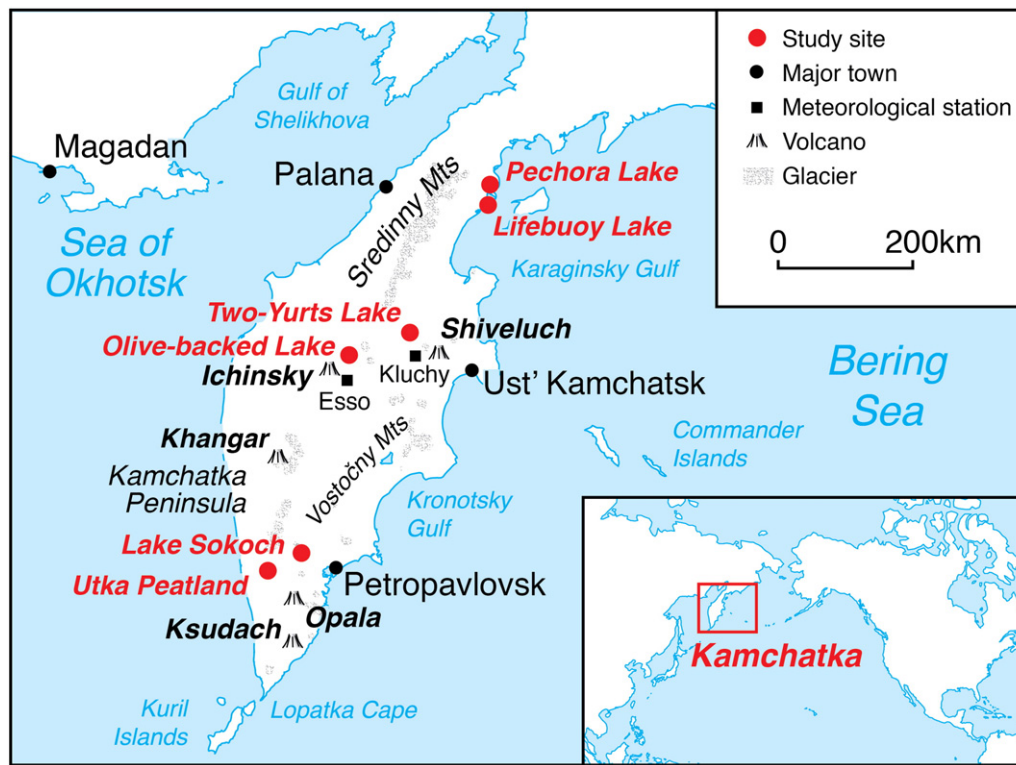 Study site
Major town
Meteorological station
Volcano
Glacier
0 200km
Gulf of
Shelikhova
Magadan
Palana
Sredinny Mts
Pechora Lake
Lifebuoy Lake
Sea of
Okhotsk
Karaginsky Gulf
Two-Yurts Lake
Shiveluch
Olive-backed Lake
Ichinsky
Kluchy
Esso
Ust’ Kamchatsk
Bering
Sea
Khangar
Vostočny Mts
Commander
Islands
Kamchatka
Peninsula
Kronotsky
Gulf
Lake Sokoch
Utka Peatland
Petropavlovsk
Opala
Ksudach
Kuril
Islands
Lopatka Cape
Kamchatka